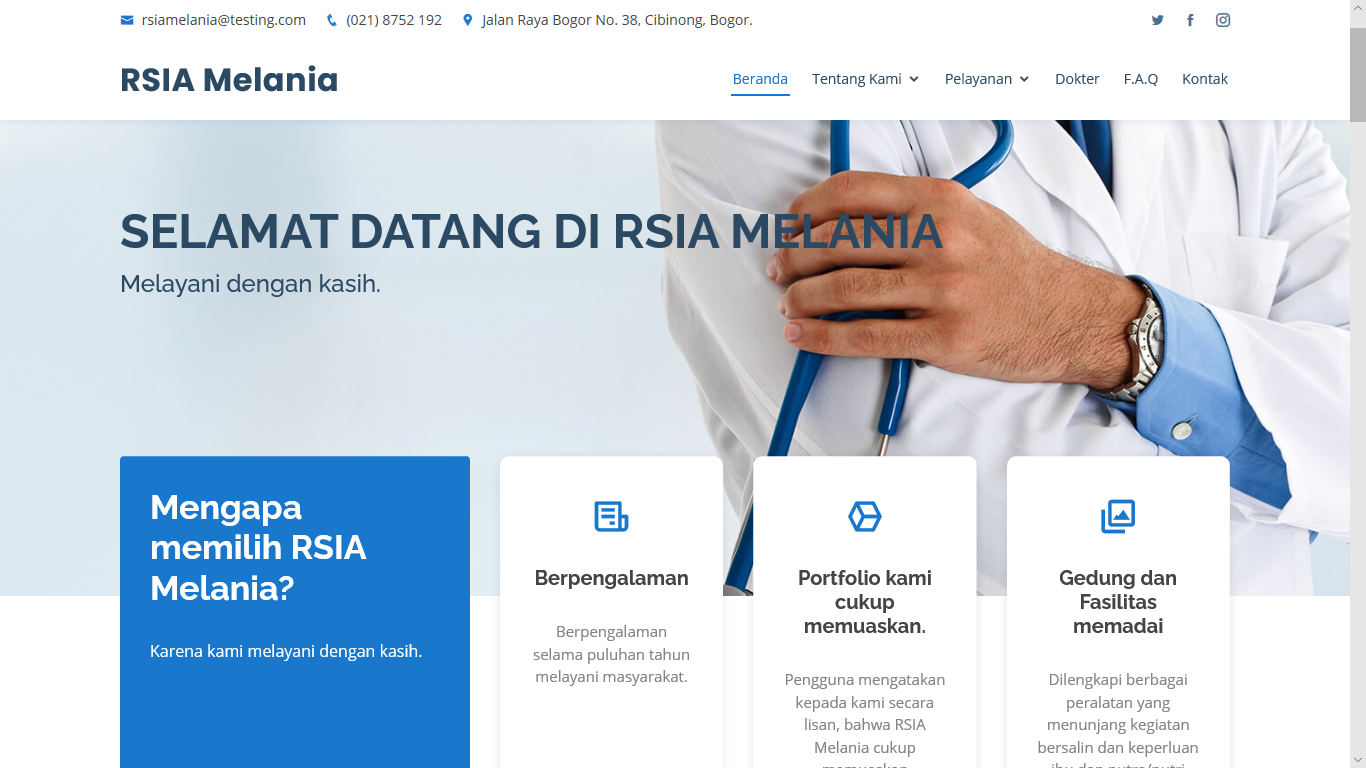 rsiamelania@testing.com (021) 8752 192 Jalan Raya Bogor No. 38, Cibinong, Bogor.
RSIA Melania
Beranda Tentang Kami Pelayanan Dokter F.A.Q Kontak
SELAMAT DATANG DI RSIA MELANIA
Melayani dengan kasih.
Mengapa
memilih RSIA
Melania?
Karena kami melayani dengan kasih.
Berpengalaman
Berpengalaman
selama puluhan tahun
melayani masyarakat.
Portfolio kami
cukup
memuaskan.
Pengguna mengatakan
kepada kami secara
lisan, bahwa RSIA
Melania cukup
Gedung dan
Fasilitas
memadai
Dilengkapi berbagai
peralatan yang
menunjang kegiatan
bersalin dan keperluan